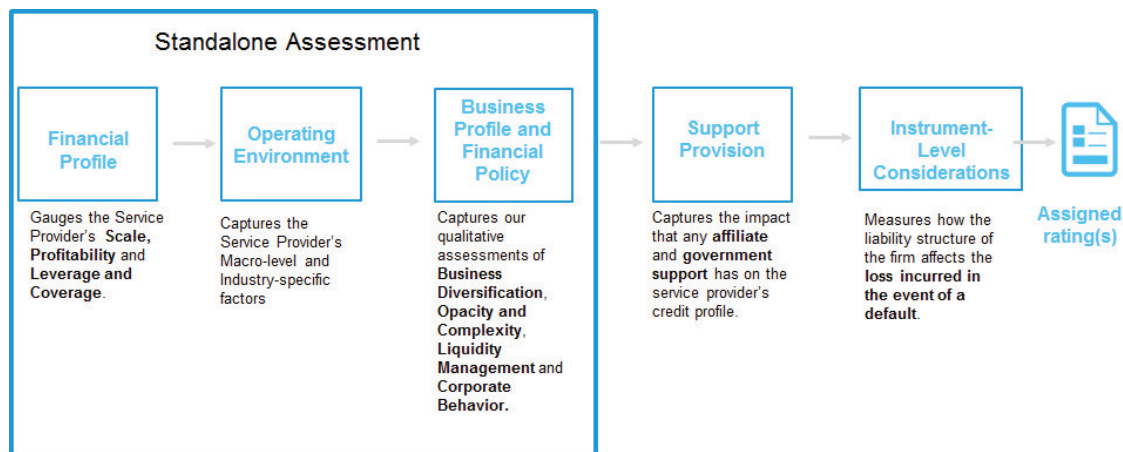 Standalone Assessment
Financial
Profile
Gauges the Service
Provider's Scale,
Profitability and
Leverage and
Coverage.
Operating
Environment
Captures the
Service Provider's
Macro-level and
Industry-specific
factors
Business
Profile and
Financial
Policy
Captures our
qualitative
assessments of
Business
Diversification,
Opacity and
Complexity,
Liquidity
Management and
Corporate
Behavior.
Support
Provision
Captures the impact
that any affiliate
and government
support has on the
service provider's
credit profile.
Instrument-
Level
Considerations
Measures how the
liability structure of
the firm affects the
loss incurred in
the event of a
default.
Assigned
rating(s)